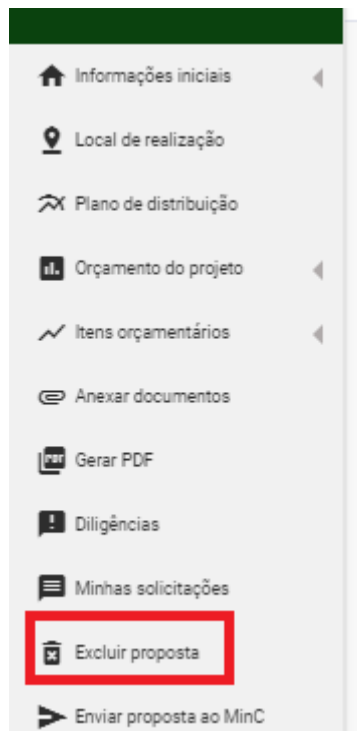 Informações iniciais
Local de realização
Plano de distribuição
Orçamento do projeto
Itens orçamentários
Anexar documentos
PDF Gerar PDF
Diligências
Minhas solicitações
Excluir proposta
Enviar proposta ao MinC